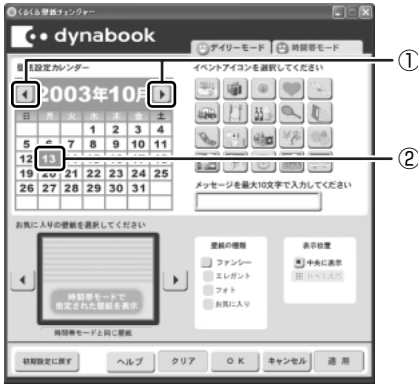 くるくる壁紙チェンジャー
dynabook
デイリーモード
時間帯モード
設定カレンダー
イベントアイコンを選択してください
①
2003年10月
日 月 火 水 木 金 土
1 2 3 4
5 6 7 8 9 10 11
12 13
②
19 20 21 22 23 24 25
26 27 28 29 30 31
メッセージを最大10文字で入力してください
お気に入りの壁紙を選択してください
時間帯モードで
指定された壁紙を表示
時間帯モードと同じ壁紙
壁紙の種類
ファンシー
エレガント
フォト
お気に入り
表示位置
中央に表示
初期設定に戻す
ヘルプ
クリア
OK
キャンセル
適用